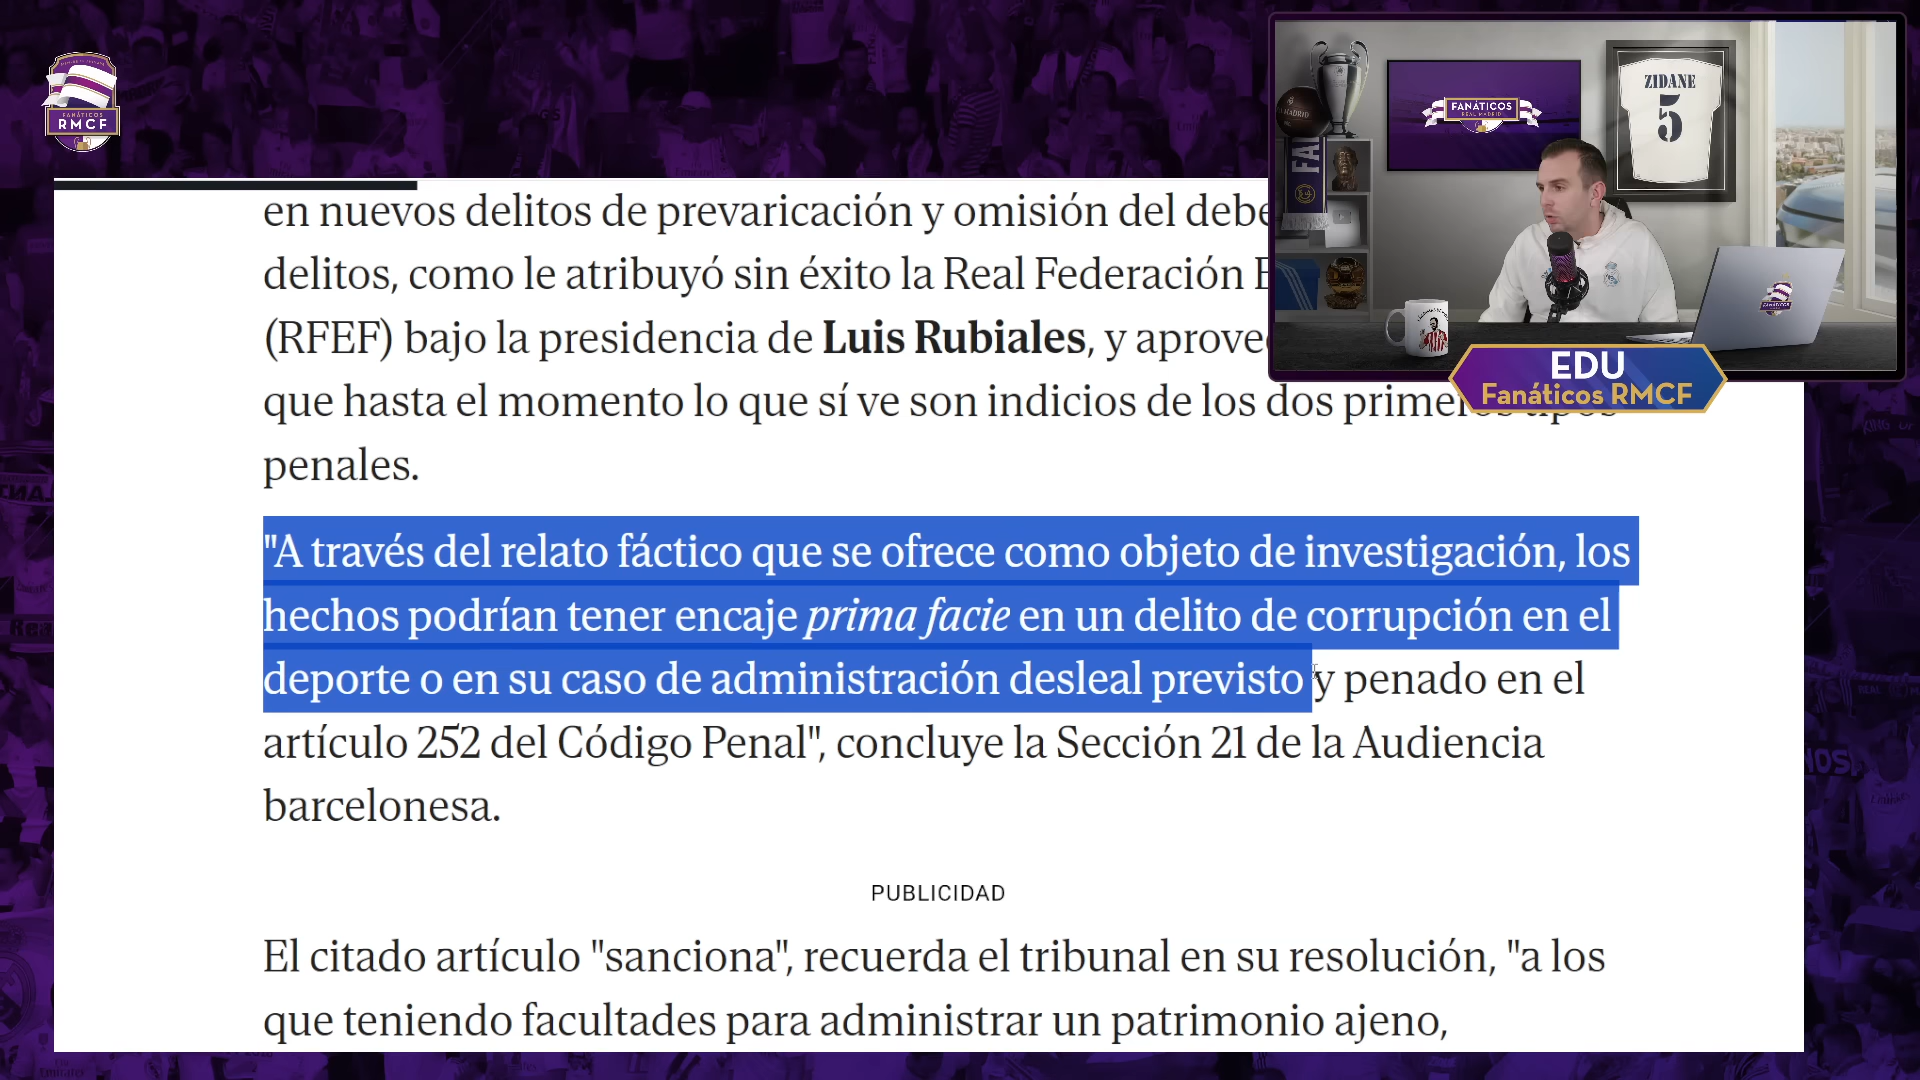 FANÁTICOS
RMCF
ZIDANE
5
FANÁTICOS
REAL MADRID
EDU
Fanáticos RMCF
en nuevos delitos de prevaricación y omisión del debe
delitos, como le atribuyó sin éxito la Real Federación E
(RFEF) bajo la presidencia de Luis Rubiales, y aprovec
que hasta el momento lo que sí ve son indicios de los dos primeros tipos
penales.
"A través del relato fáctico que se ofrece como objeto de investigación, los
hechos podrían tener encaje prima facie en un delito de corrupción en el
deporte o en su caso de administración desleal previsto y penado en el
artículo 252 del Código Penal", concluye la Sección 21 de la Audiencia
barcelonesa.
PUBLICIDAD
El citado artículo "sanciona", recuerda el tribunal en su resolución, "a los
que teniendo facultades para administrar un patrimonio ajeno,